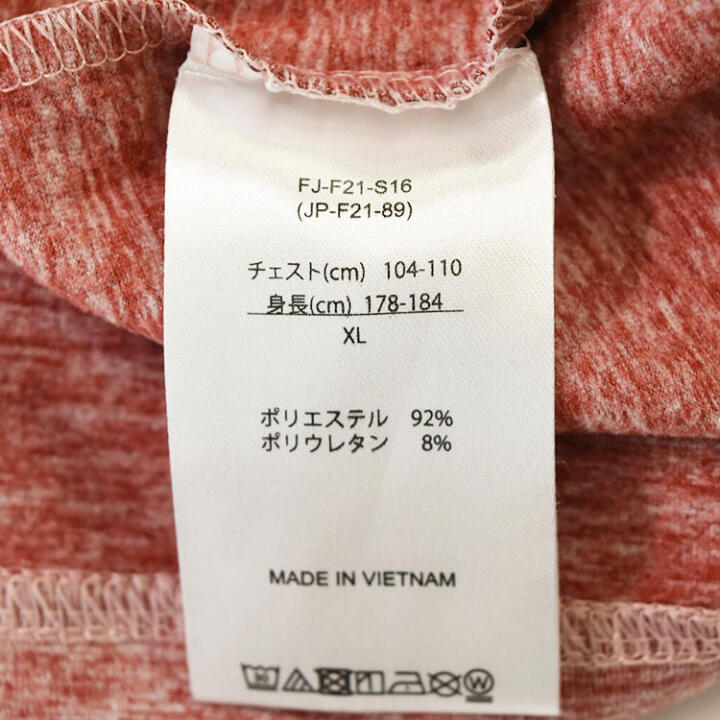 FJ-F21-S16
(JP-F21-89)
チェスト(cm) 104-110
身長(cm) 178-184
XL
ポリエステル 92%
ポリウレタン 8%
MADE IN VIETNAM